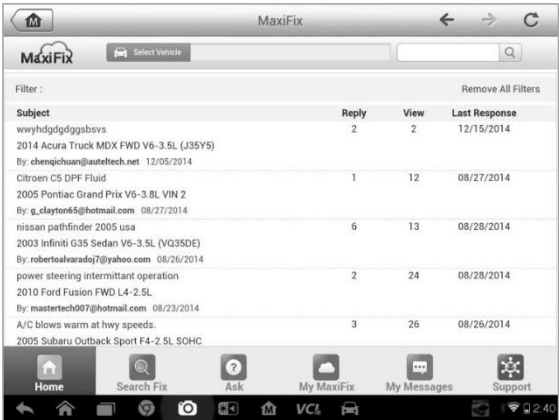 MaxiFix
MaxiFix
Select Vehicle
Filter :
Remove All Filters
Subject Reply View Last Response
wwyhdgdgdggsbsvs 2 2 12/15/2014
2014 Acura Truck MDX FWD V6-3.5L (J35Y5)
By: chenqichuan@auteltech.net 12/05/2014
Citroen C5 DPF Fluid 1 12 08/27/2014
2005 Pontiac Grand Prix V6-3.8L VIN 2
By: g_clayton65@hotmail.com 08/27/2014
nissan pathfinder 2005 usa 6 13 08/28/2014
2003 Infiniti G35 Sedan V6-3.5L (VQ35DE)
By: robertoalvaradoj7@yahoo.com 08/26/2014
power steering intermittant operation 2 24 08/28/2014
2010 Ford Fusion FWD L4-2.5L
By: mastertech007@hotmail.com 08/23/2014
A/C blows warm at hwy speeds. 3 26 08/26/2014
2005 Subaru Outback Sport F4-2.5L SOHC
Home Search Fix Ask My MaxiFix My Messages Support
VCI 2:40